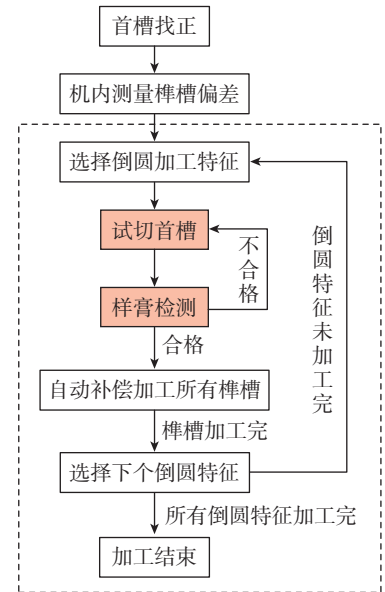 首槽找正
机内测量榫槽偏差
选择倒圆加工特征
试切首槽
不合格
样膏检测
合格
自动补偿加工所有榫槽
榫槽加工完
选择下个倒圆特征
倒圆特征未加工完
所有倒圆特征加工完
加工结束